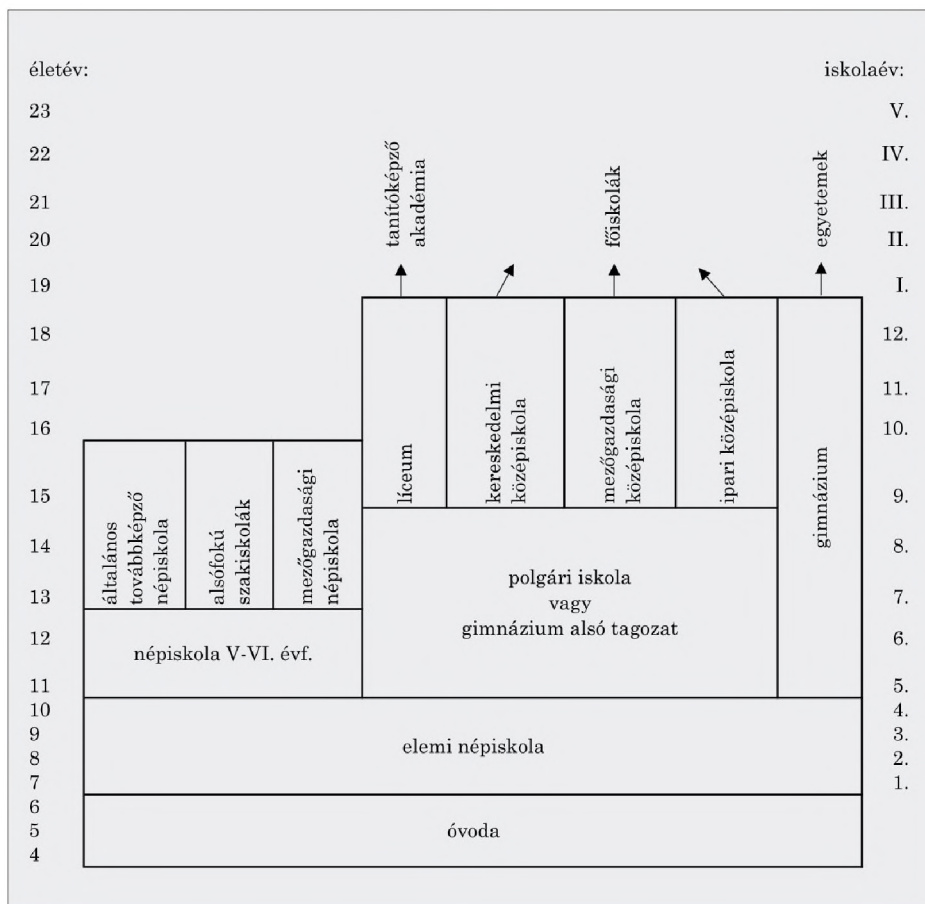 életév:
iskolaév:
23
V.
22
IV.
21
III.
20
II.
19
I.
18
12.
17
11.
16
10.
15
9.
14
8.
13
7.
12
6.
11
5.
10
4.
9
3.
8
2.
7
1.
6
5
4
tanítóképző
akadémia
főiskolák
egyetemek
líceum
kereskedelmi
középiskola
mezőgazdasági
középiskola
ipari középiskola
gimnázium
általános
továbbképző
népiskola
alsófokú
szakiskolák
mezőgazdasági
népiskola
polgári iskola
vagy
gimnázium alsó tagozat
népiskola V-VI. évf.
elemi népiskola
óvoda